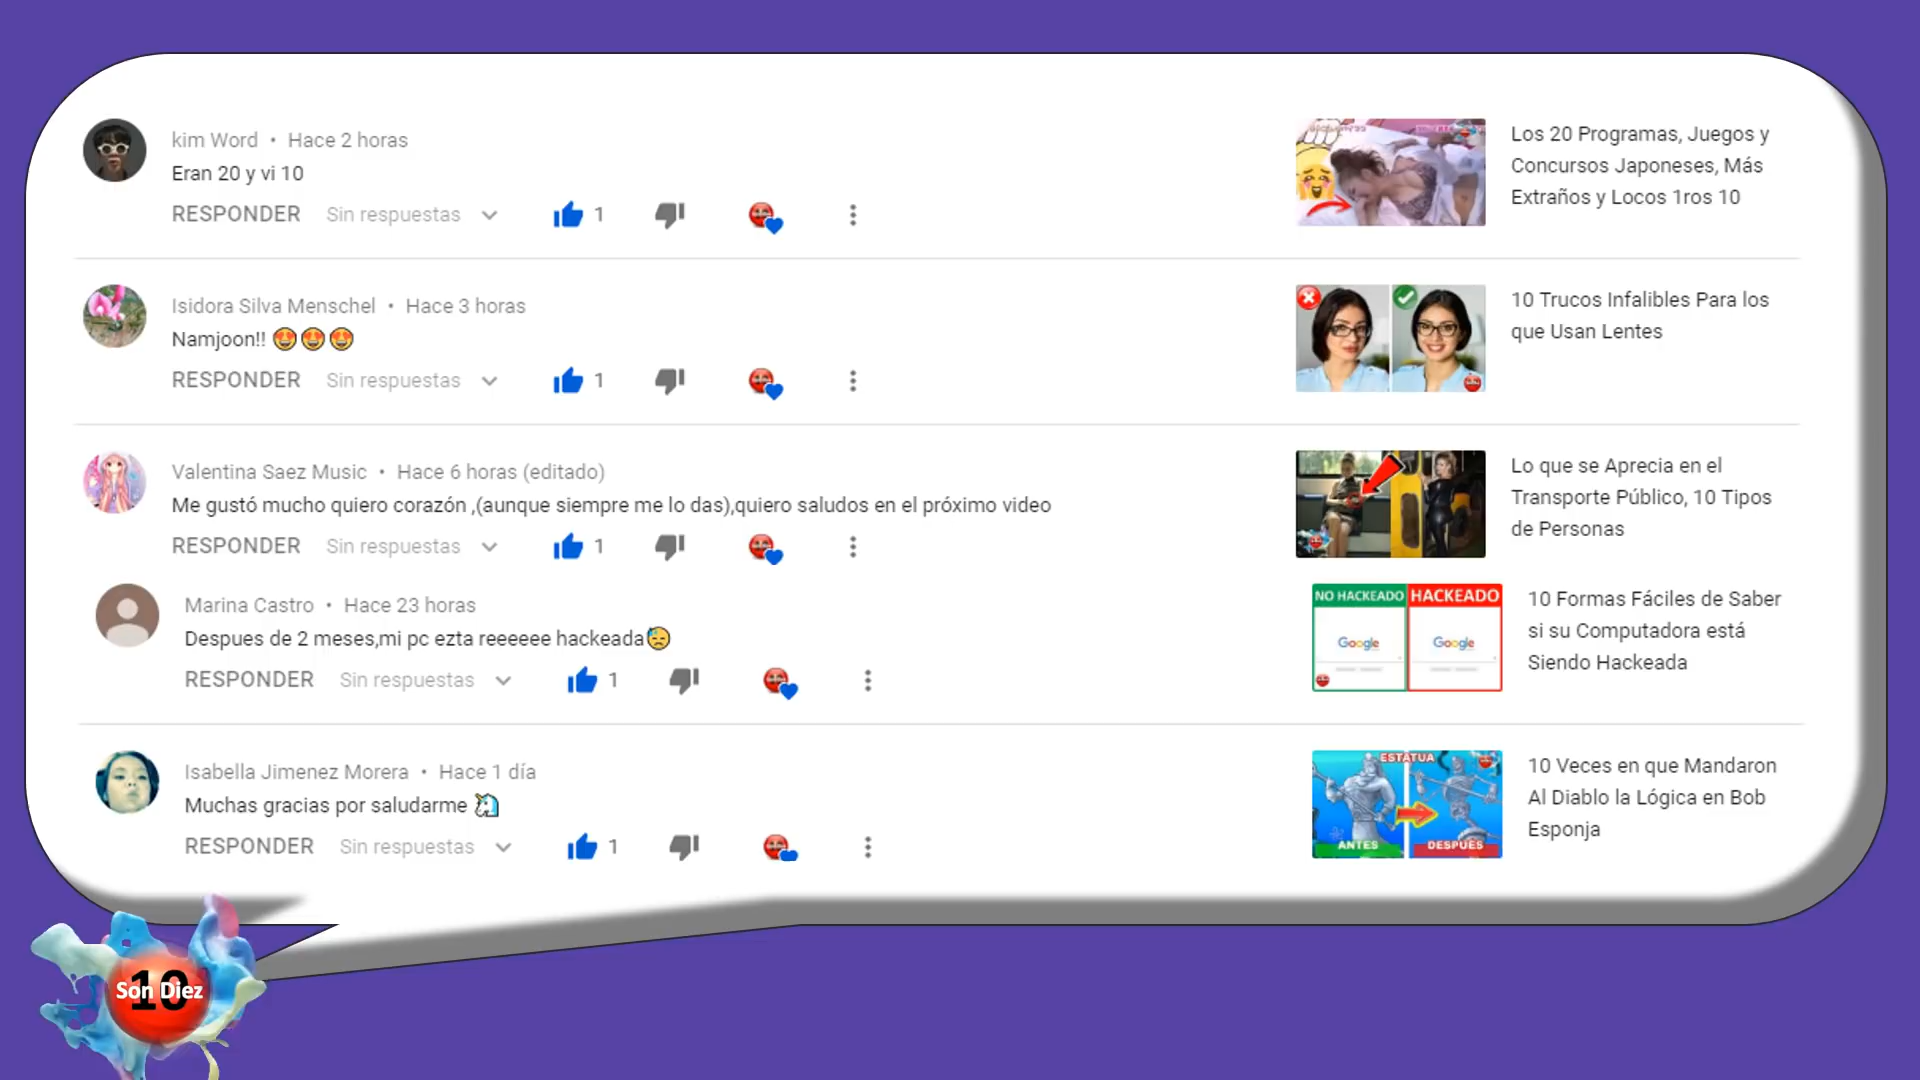 kim Word • Hace 2 horas
Eran 20 y vi 10
RESPONDER Sin respuestas 1
Los 20 Programas, Juegos y
Concursos Japoneses, Más
Extraños y Locos 1ros 10
Isidora Silva Menschel • Hace 3 horas
Namjoon!! 😍😍😍
RESPONDER Sin respuestas 1
10 Trucos Infalibles Para los
que Usan Lentes
Valentina Saez Music • Hace 6 horas (editado)
Me gustó mucho quiero corazón ,(aunque siempre me lo das),quiero saludos en el próximo video
RESPONDER Sin respuestas 1
Lo que se Aprecia en el
Transporte Público, 10 Tipos
de Personas
Marina Castro • Hace 23 horas
Despues de 2 meses,mi pc ezta reeeeee hackeada😓
RESPONDER Sin respuestas 1
NO HACKEADO HACKEADO
Google Google
10 Formas Fáciles de Saber
si su Computadora está
Siendo Hackeada
Isabella Jimenez Morera • Hace 1 día
Muchas gracias por saludarme 🦄
RESPONDER Sin respuestas 1
ESTATUA
ANTES DESPUÉS
10 Veces en que Mandaron
Al Diablo la Lógica en Bob
Esponja
10
Son Diez